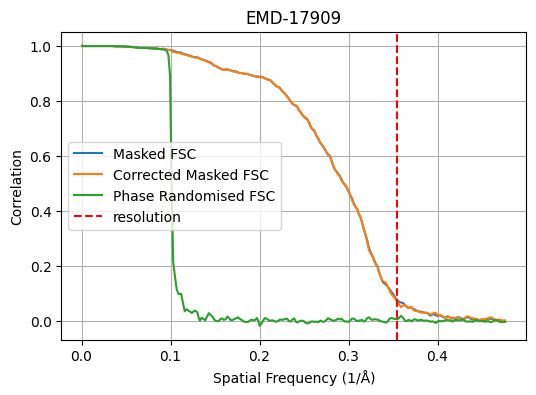 EMD-17909
1.0
0.8
0.6
0.4
0.2
0.0
Correlation
Masked FSC
Corrected Masked FSC
Phase Randomised FSC
resolution
0.0 0.1 0.2 0.3 0.4
Spatial Frequency (1/Å)